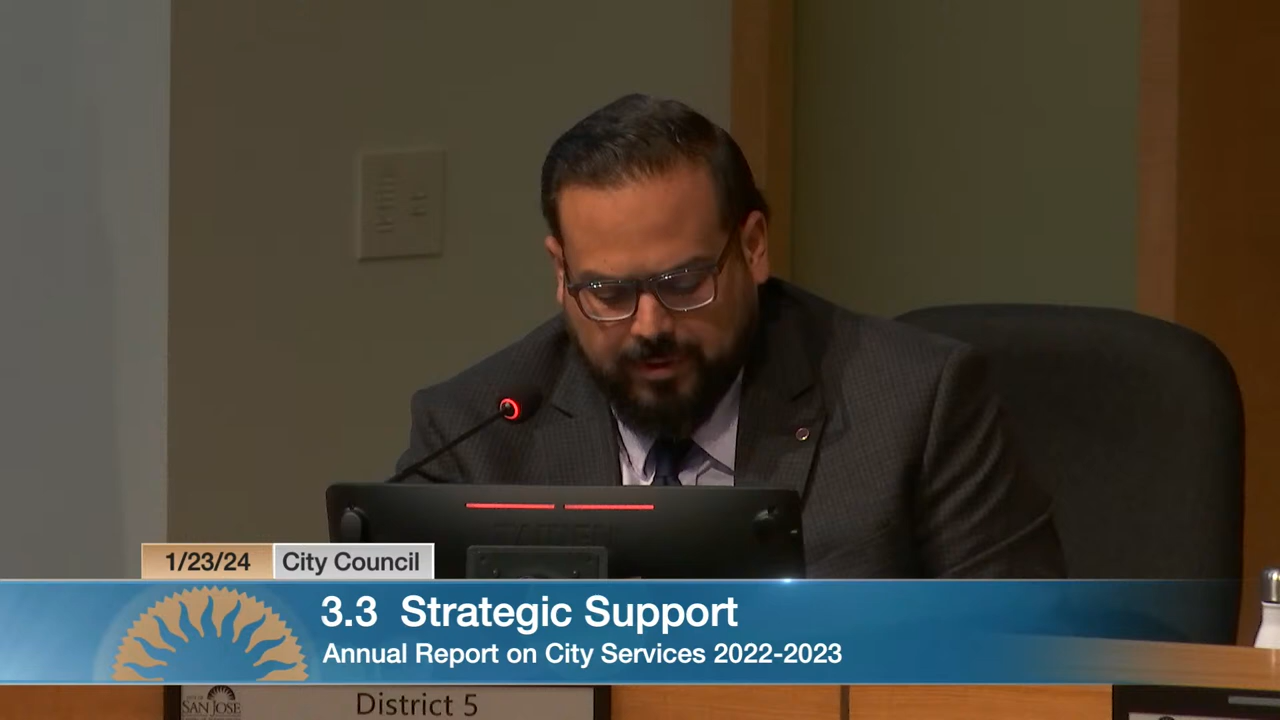 1/23/24 City Council
3.3 Strategic Support
Annual Report on City Services 2022-2023
SAN JOSE
District 5